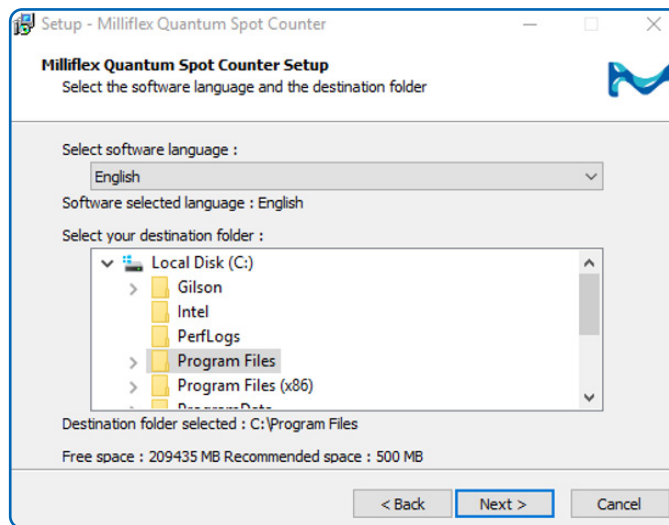 Setup - Milliflex Quantum Spot Counter
Milliflex Quantum Spot Counter Setup
Select the software language and the destination folder
Select software language :
English
Software selected language : English
Select your destination folder :
Local Disk (C:)
Gilson
Intel
PerfLogs
Program Files
Program Files (x86)
ProgramData
Destination folder selected : C:\Program Files
Free space : 209435 MB Recommended space : 500 MB
< Back Next > Cancel